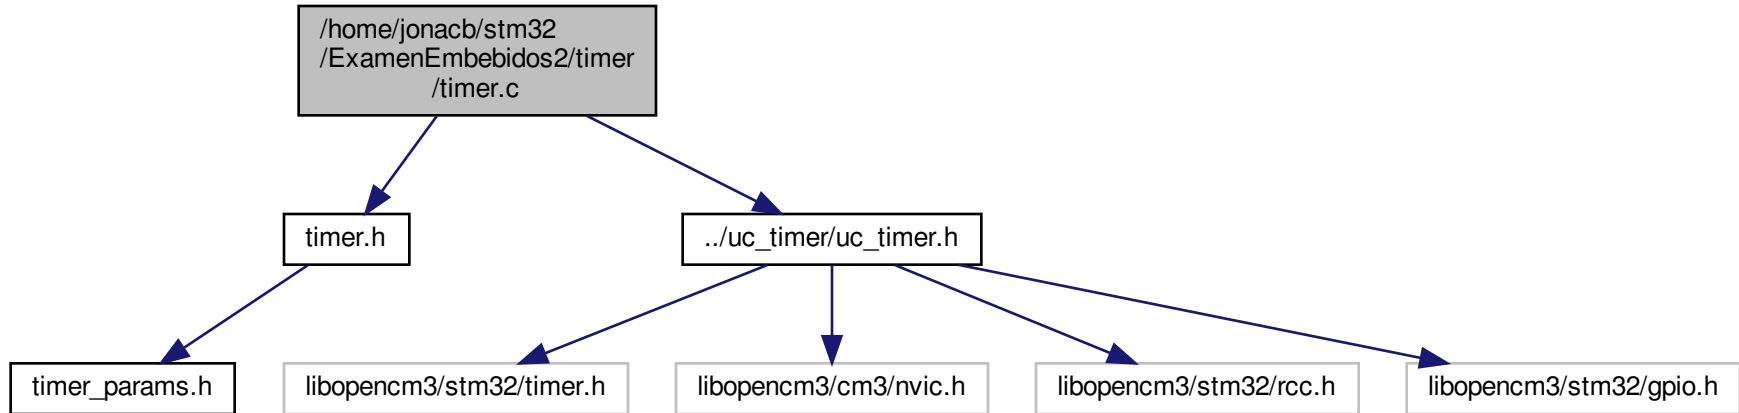 /home/jonacb/stm32
/ExamenEmbebidos2/timer
/timer.c
timer.h
../uc_timer/uc_timer.h
timer_params.h
libopencm3/stm32/timer.h
libopencm3/cm3/nvic.h
libopencm3/stm32/rcc.h
libopencm3/stm32/gpio.h